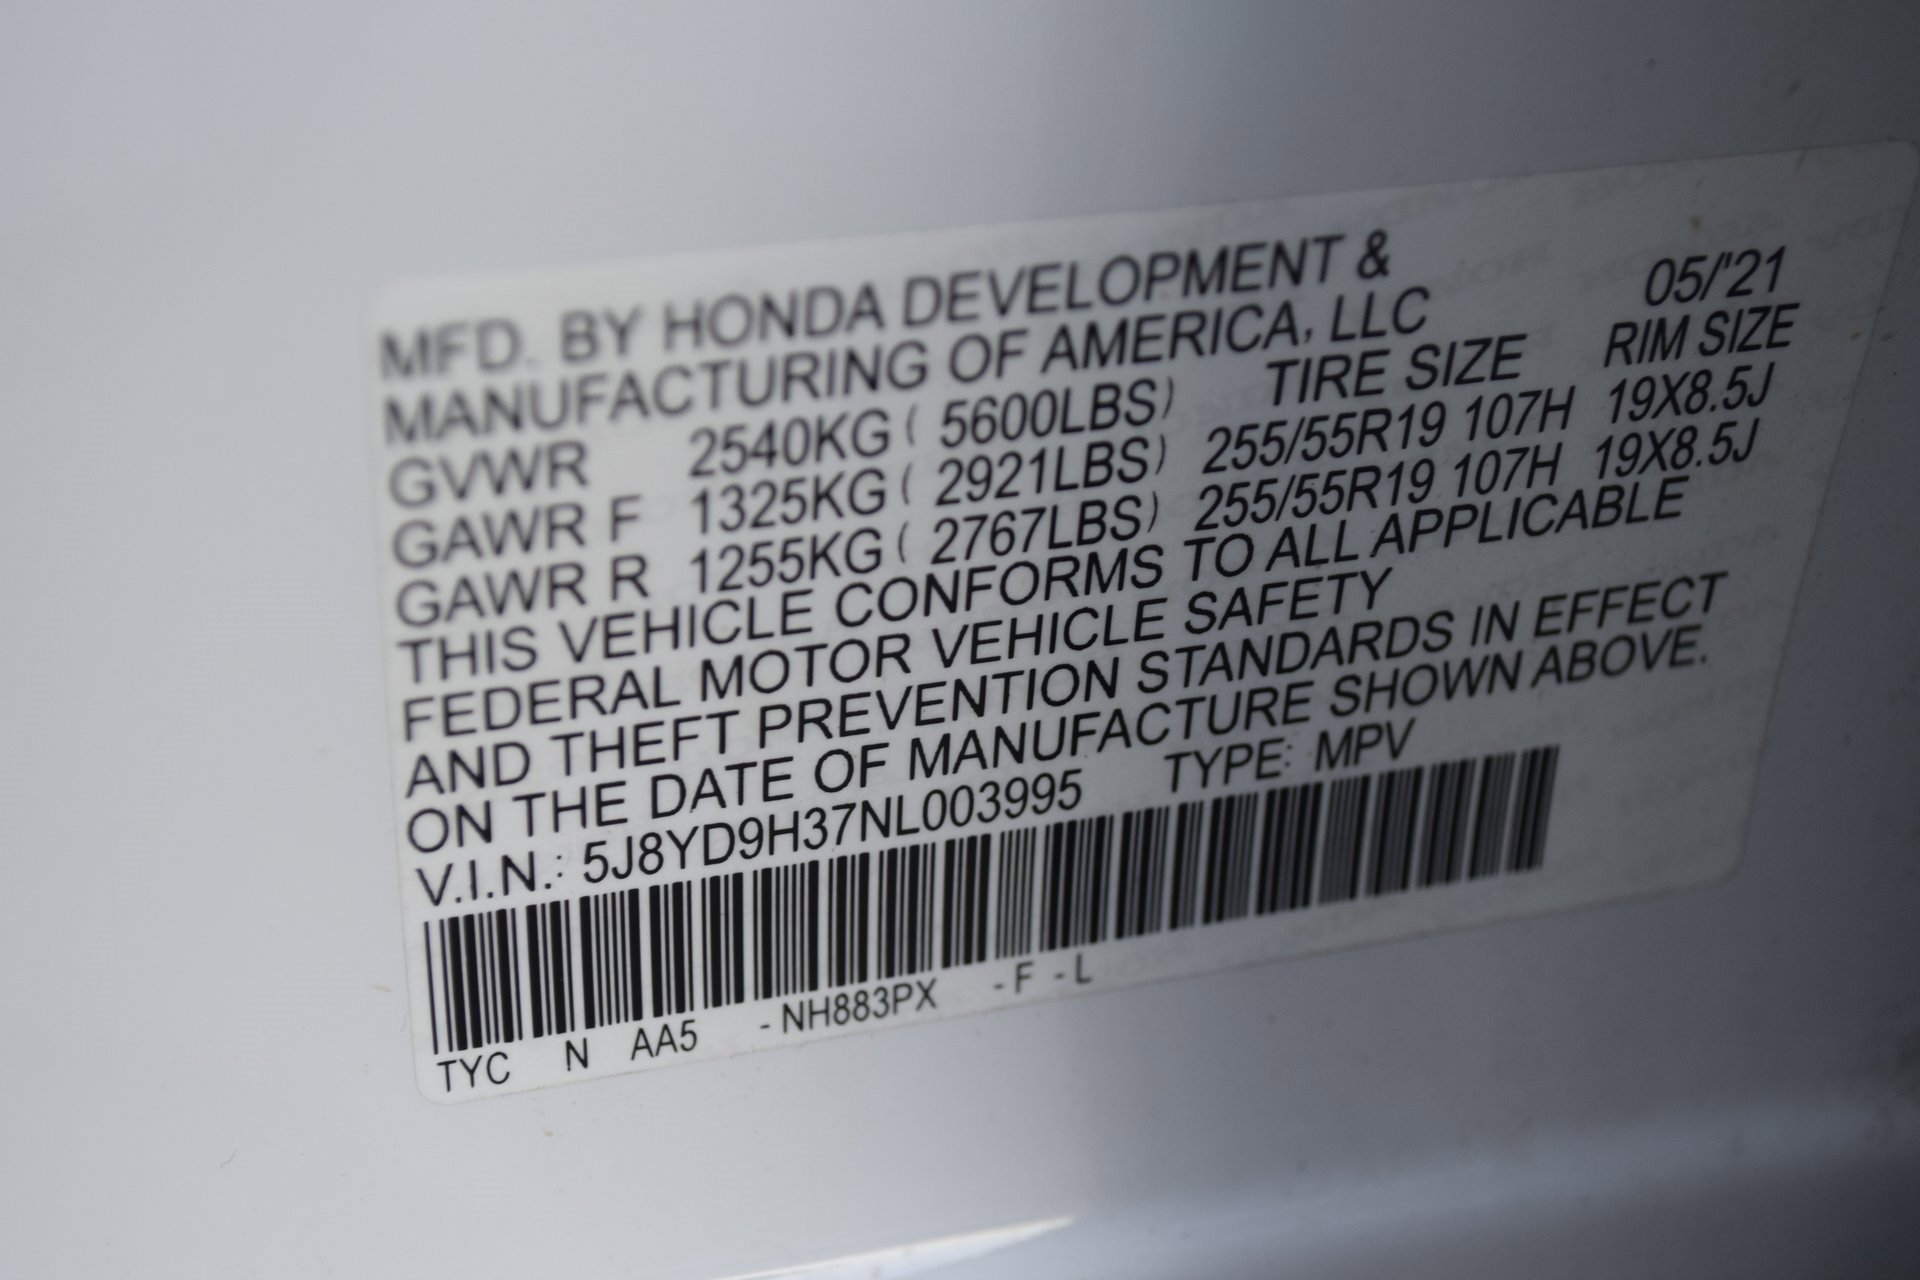 MFD. BY HONDA DEVELOPMENT &
MANUFACTURING OF AMERICA, LLC 05/'21
GVWR 2540KG ( 5600LBS) TIRE SIZE RIM SIZE
GAWR F 1325KG ( 2921LBS) 255/55R19 107H 19X8.5J
GAWR R 1255KG ( 2767LBS) 255/55R19 107H 19X8.5J
THIS VEHICLE CONFORMS TO ALL APPLICABLE
FEDERAL MOTOR VEHICLE SAFETY
AND THEFT PREVENTION STANDARDS IN EFFECT
ON THE DATE OF MANUFACTURE SHOWN ABOVE.
V.I.N.: 5J8YD9H37NL003995 TYPE: MPV
TYC N AA5 - NH883PX - F - L